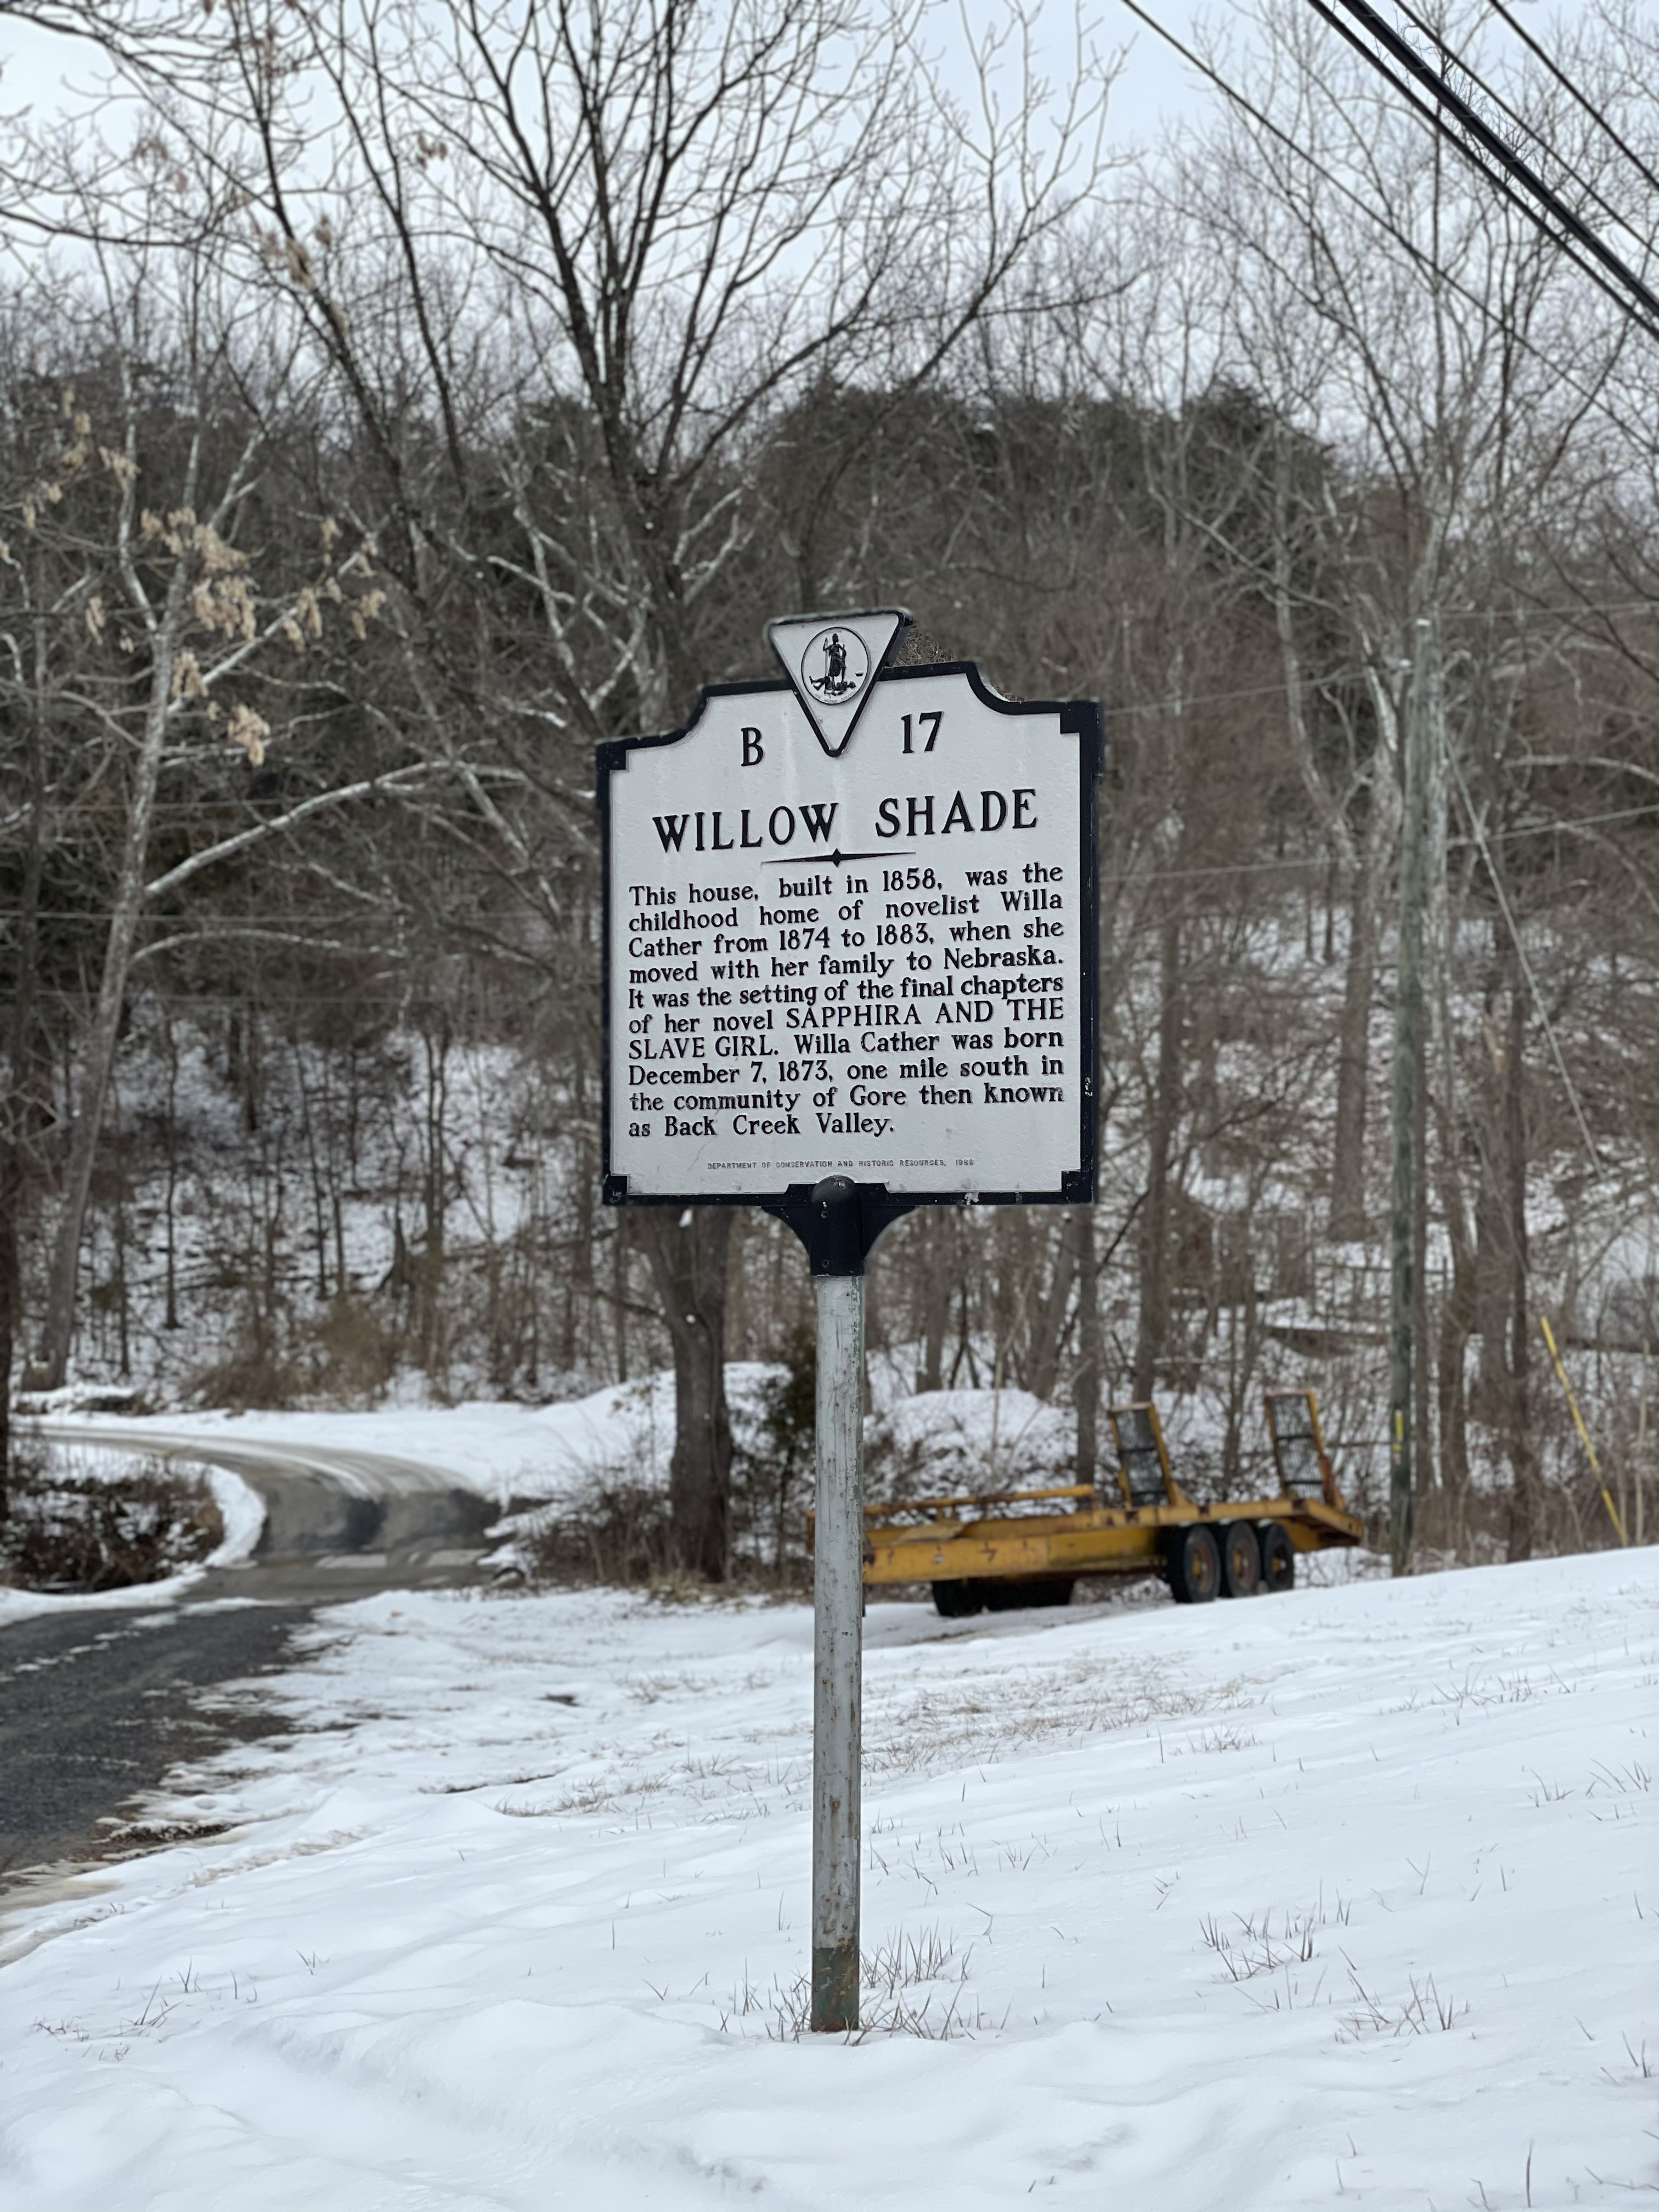 B 17
WILLOW SHADE
This house, built in 1858, was the
childhood home of novelist Willa
Cather from 1874 to 1883, when she
moved with her family to Nebraska.
It was the setting of the final chapters
of her novel SAPPHIRA AND THE
SLAVE GIRL. Willa Cather was born
December 7, 1873, one mile south in
the community of Gore then known
as Back Creek Valley.
DEPARTMENT OF CONSERVATION AND HISTORIC RESOURCES, 1986